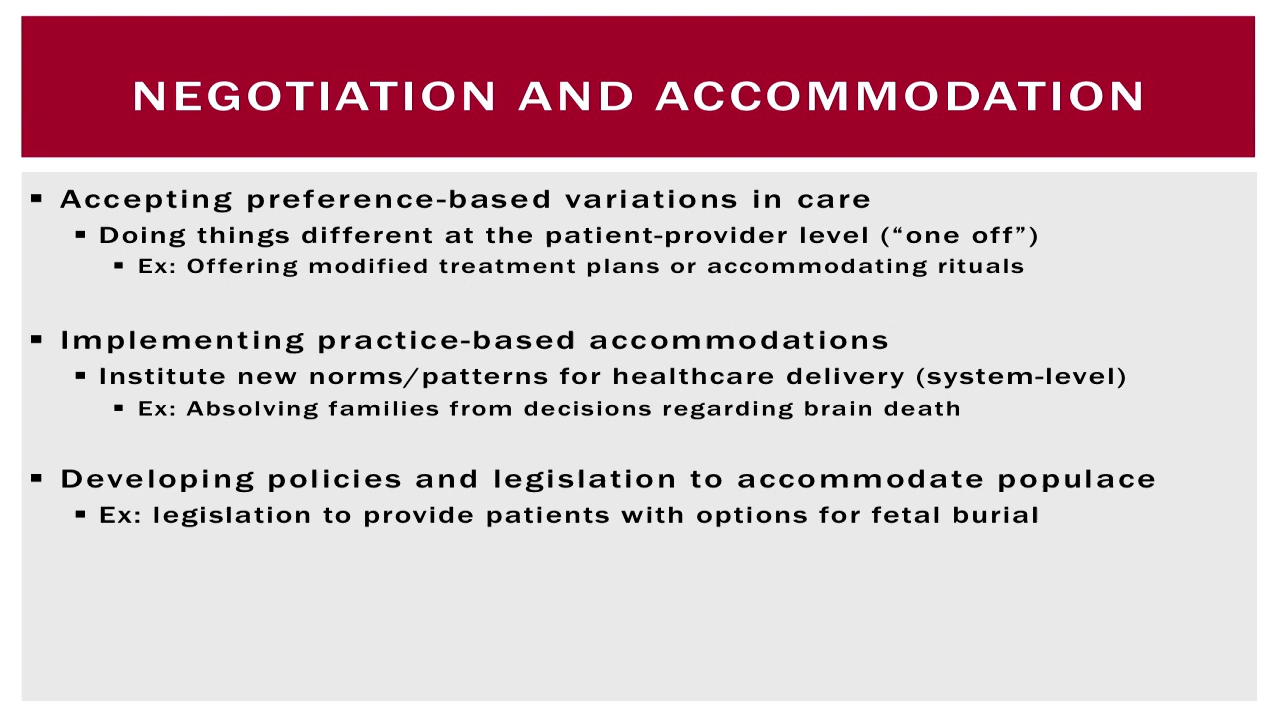 NEGOTIATION AND ACCOMMODATION
▪ Accepting preference-based variations in care
▪ Doing things different at the patient-provider level (“one off”)
▪ Ex: Offering modified treatment plans or accommodating rituals
▪ Implementing practice-based accommodations
▪ Institute new norms/patterns for healthcare delivery (system-level)
▪ Ex: Absolving families from decisions regarding brain death
▪ Developing policies and legislation to accommodate populace
▪ Ex: legislation to provide patients with options for fetal burial